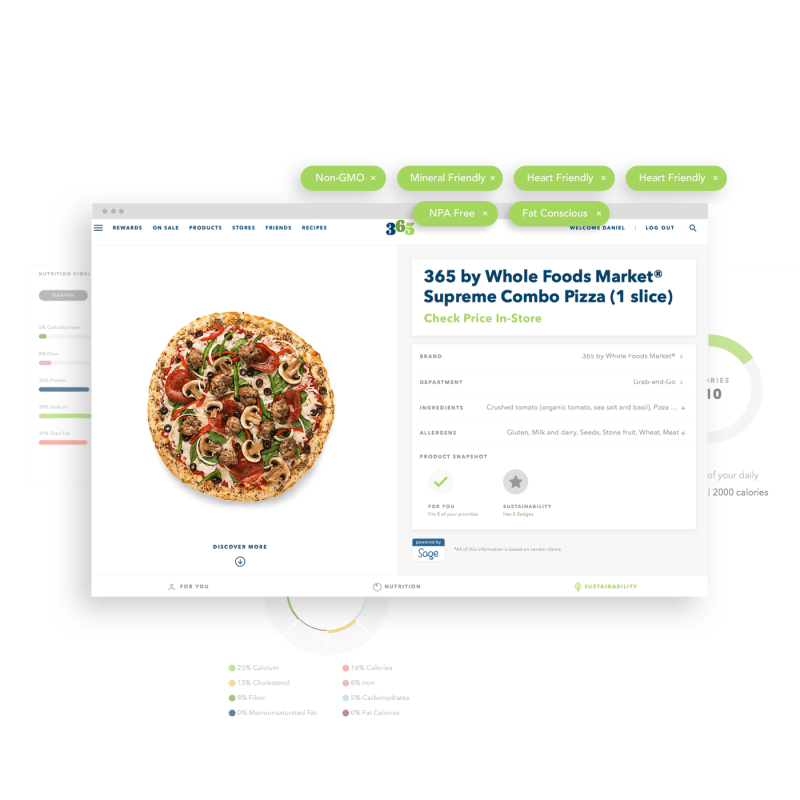 Non-GMO ×
Mineral Friendly ×
Heart Friendly ×
Heart Friendly ×
NPA Free ×
Fat Conscious ×
REWARDS ON SALE PRODUCTS STORES FRIENDS RECIPES
365
WELCOME DANIEL | LOG OUT
NUTRITION
Quick Facts
5% Carbohydrates
8% Fiber
32% Protein
39% Sodium
31% Total Fat
365 by Whole Foods Market®
Supreme Combo Pizza (1 slice)
Check Price In-Store
BRAND 365 by Whole Foods Market® >
DEPARTMENT Grab-and-Go >
INGREDIENTS Crushed tomato (organic tomato, sea salt and basil), Pizza ... +
ALLERGENS Gluten, Milk and dairy, Seeds, Stone fruit, Wheat, Meat +
PRODUCT SNAPSHOT
FOR YOU
Fits 0 of your priorities
SUSTAINABILITY
Has 0 Badges
powered by
Sage
*All of this information is based on vendor claims
DISCOVER MORE
FOR YOU
NUTRITION
SUSTAINABILITY
ORIES
10
of your daily
2000 calories
25% Calcium
13% Cholesterol
8% Fiber
0% Monounsaturated Fat
16% Calories
8% Iron
5% Carbohydrates
0% Fat Calories